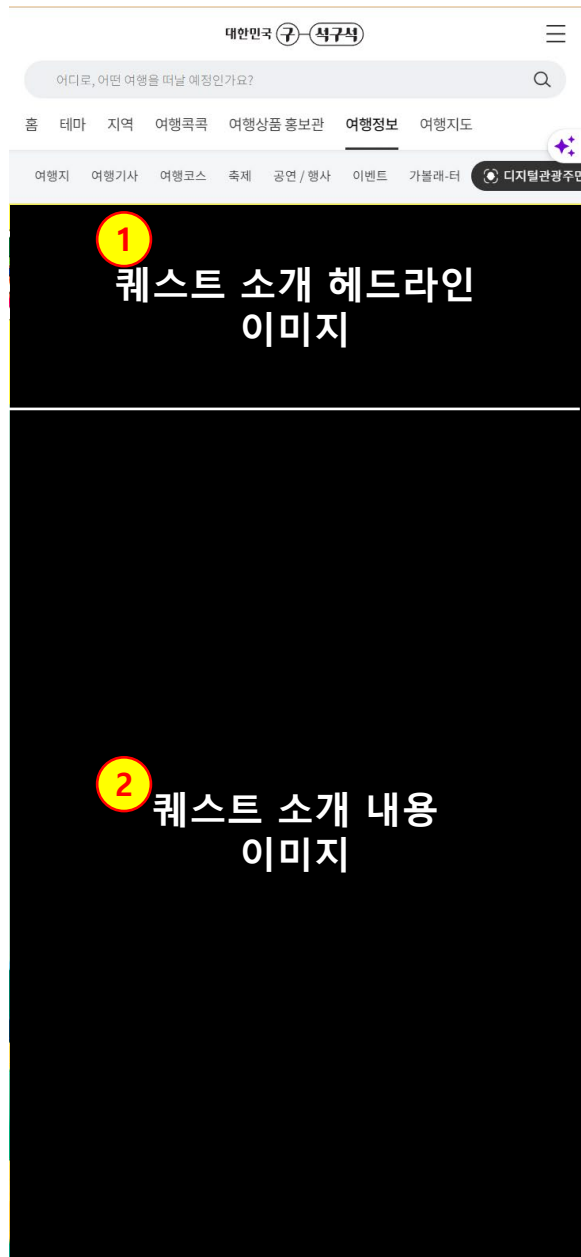 대한민국 구석구석
어디로, 어떤 여행을 떠날 예정인가요?
홈 테마 지역 여행콕콕 여행상품 홍보관 여행정보 여행지도
여행지 여행기사 여행코스 축제 공연 / 행사 이벤트 가볼래-터 디지털관광주민
1
퀘스트 소개 헤드라인
이미지
2
퀘스트 소개 내용
이미지